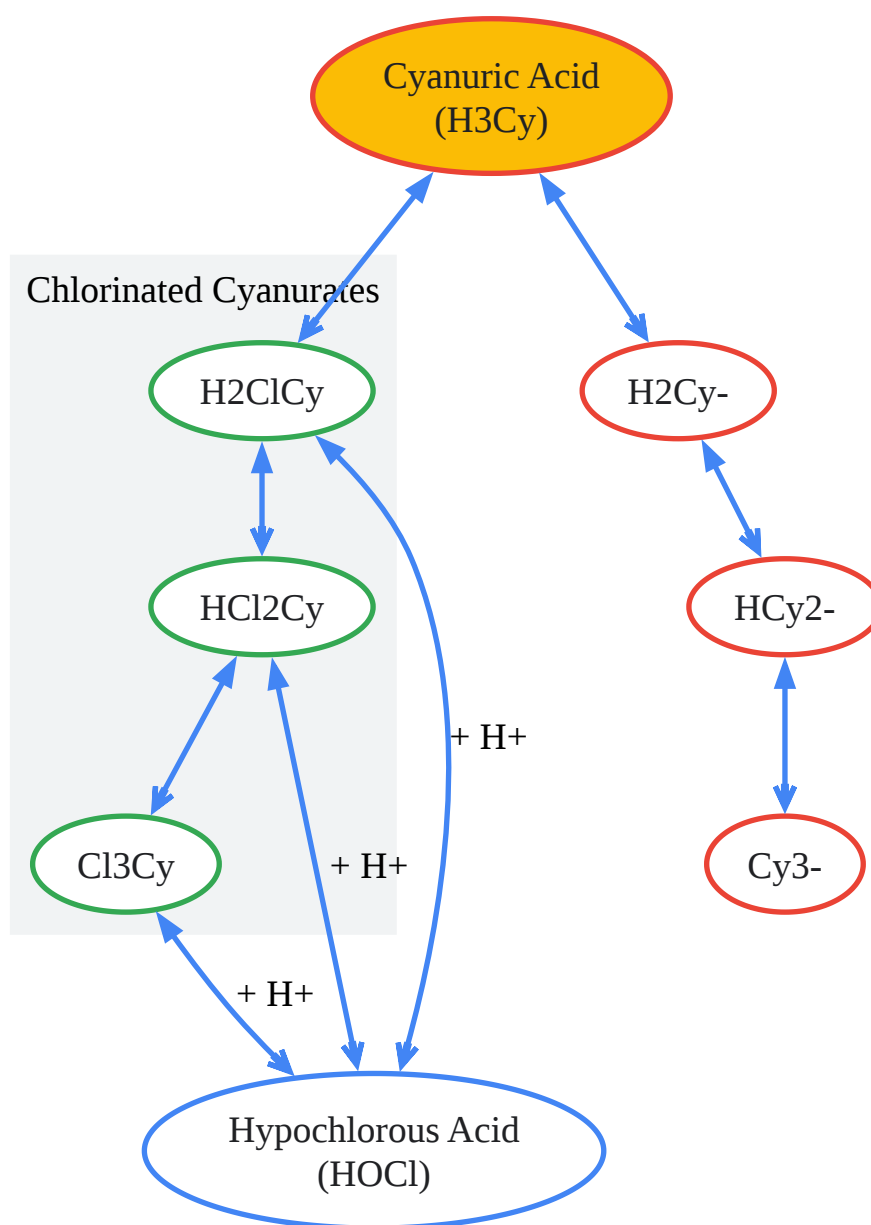 Cyanuric Acid
(H3Cy)
Chlorinated Cyanurates
H2ClCy
H2Cy-
HCl2Cy
HCy2-
+ H+
Cl3Cy
+ H+
Cy3-
+ H+
Hypochlorous Acid
(HOCl)